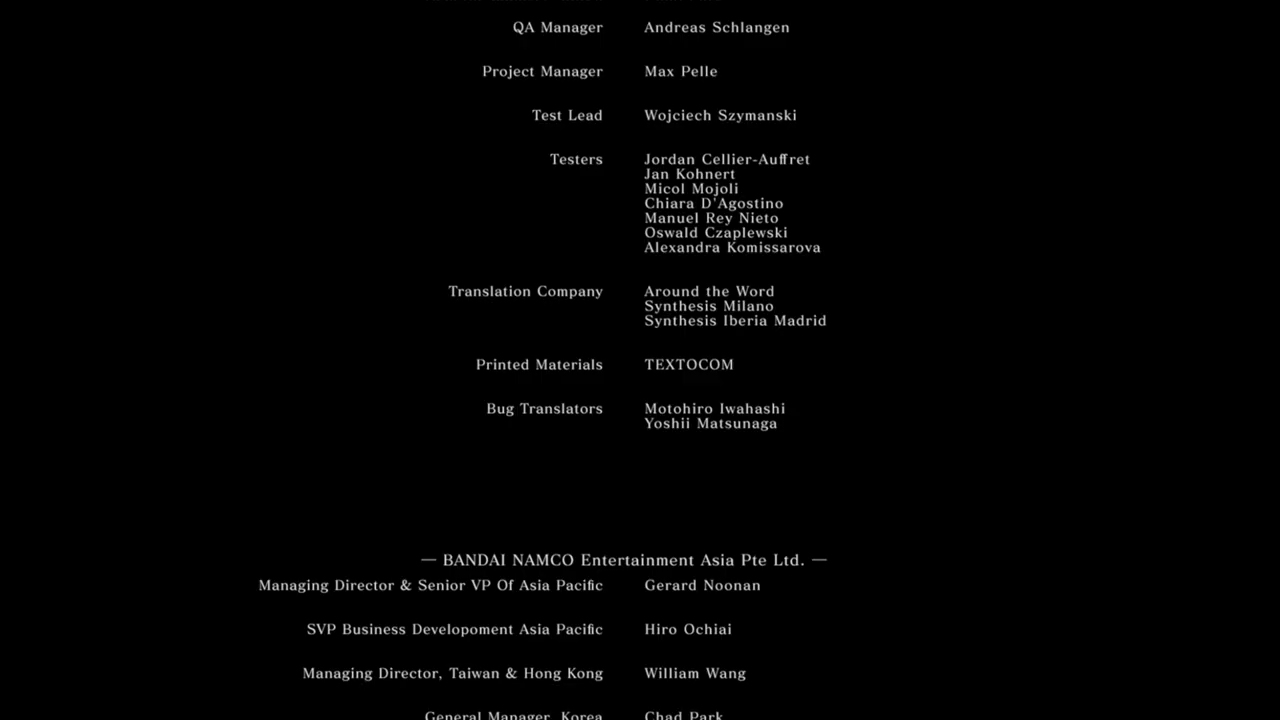 QA Manager Andreas Schlangen
Project Manager Max Pelle
Test Lead Wojciech Szymanski
Testers Jordan Cellier-Auffret
Jan Kohnert
Micol Mojoli
Chiara D'Agostino
Manuel Rey Nieto
Oswald Czaplewski
Alexandra Komissarova
Translation Company Around the Word
Synthesis Milano
Synthesis Iberia Madrid
Printed Materials TEXTOCOM
Bug Translators Motohiro Iwahashi
Yoshii Matsunaga
— BANDAI NAMCO Entertainment Asia Pte Ltd. —
Managing Director & Senior VP Of Asia Pacific Gerard Noonan
SVP Business Developoment Asia Pacific Hiro Ochiai
Managing Director, Taiwan & Hong Kong William Wang
General Manager, Korea Chad Park